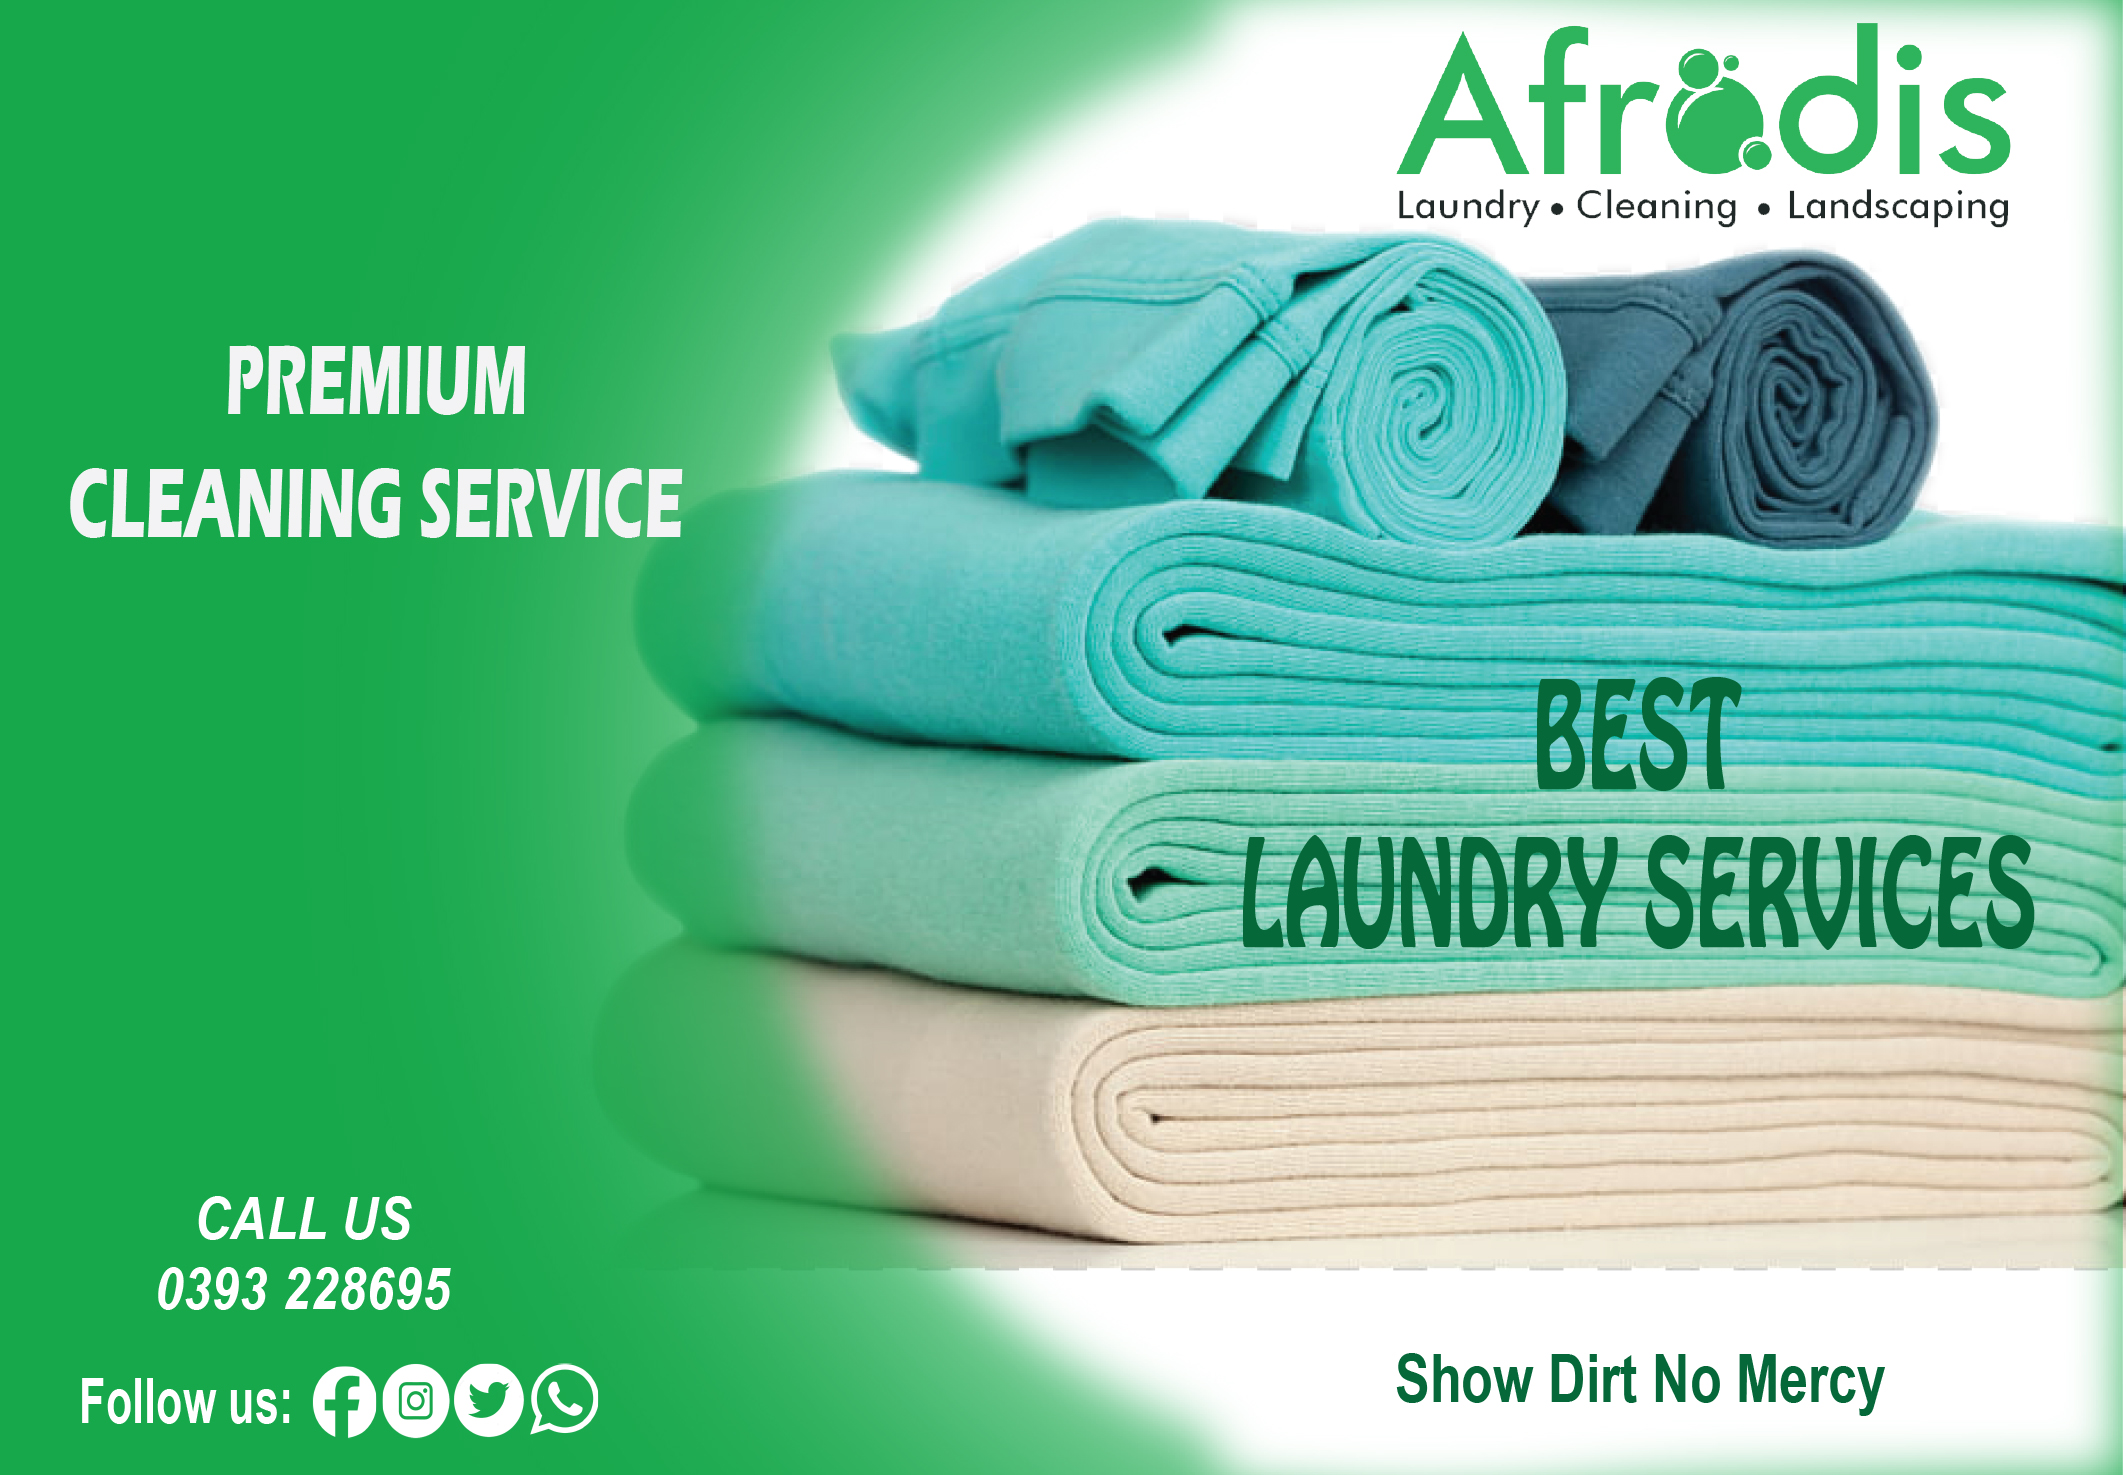 Afrodis
Laundry • Cleaning • Landscaping
PREMIUM
CLEANING SERVICE
BEST
LAUNDRY SERVICES
CALL US
0393 228695
Follow us:
Show Dirt No Mercy